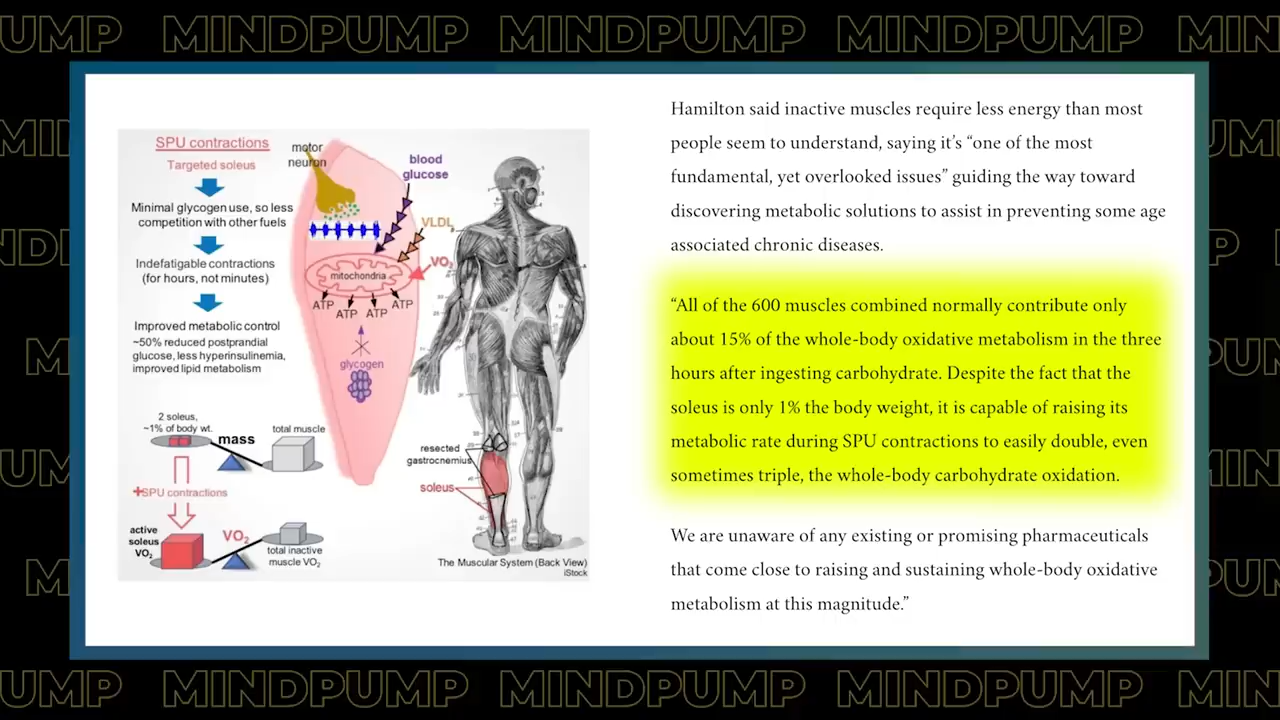 UMP MINDPUMP MINDPUMP MINDPUMP MIN
SPU contractions
Targeted soleus
Minimal glycogen use, so less
competition with other fuels
Indefatigable contractions
(for hours, not minutes)
Improved metabolic control
~50% reduced postprandial
glucose, less hyperinsulinemia,
improved lipid metabolism
2 soleus,
~1% of body wt.
mass
total muscle
+SPU contractions
active
soleus
VO₂
VO₂
total inactive
muscle VO₂
motor
neuron
blood
glucose
VLDL
VO₂
mitochondria
ATP ATP ATP ATP
glycogen
resected
gastrocnemius
soleus
The Muscular System (Back View)
iStock
Hamilton said inactive muscles require less energy than most
people seem to understand, saying it’s “one of the most
fundamental, yet overlooked issues” guiding the way toward
discovering metabolic solutions to assist in preventing some age
associated chronic diseases.
“All of the 600 muscles combined normally contribute only
about 15% of the whole-body oxidative metabolism in the three
hours after ingesting carbohydrate. Despite the fact that the
soleus is only 1% the body weight, it is capable of raising its
metabolic rate during SPU contractions to easily double, even
sometimes triple, the whole-body carbohydrate oxidation.
We are unaware of any existing or promising pharmaceuticals
that come close to raising and sustaining whole-body oxidative
metabolism at this magnitude.”
UMP MINDPUMP MINDPUMP MINDPUMP MIN